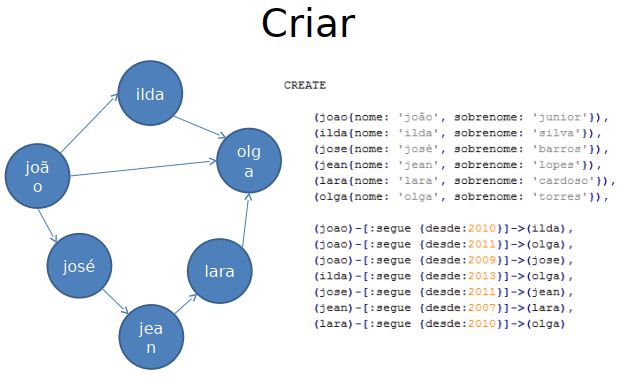 Criar
ilda
joã
o
olg
a
josé
lara
jea
n
CREATE
(joao{nome: 'joão', sobrenome: 'junior'}),
(ilda{nome: 'ilda', sobrenome: 'silva'}),
(jose{nome: 'josé', sobrenome: 'barros'}),
(jean{nome: 'jean', sobrenome: 'lopes'}),
(lara{nome: 'lara', sobrenome: 'cardoso'}),
(olga{nome: 'olga', sobrenome: 'torres'}),
(joao)-[:segue {desde:2010}]->(ilda),
(joao)-[:segue {desde:2011}]->(olga),
(joao)-[:segue {desde:2009}]->(jose),
(ilda)-[:segue {desde:2013}]->(olga),
(jose)-[:segue {desde:2011}]->(jean),
(jean)-[:segue {desde:2007}]->(lara),
(lara)-[:segue {desde:2010}]->(olga)